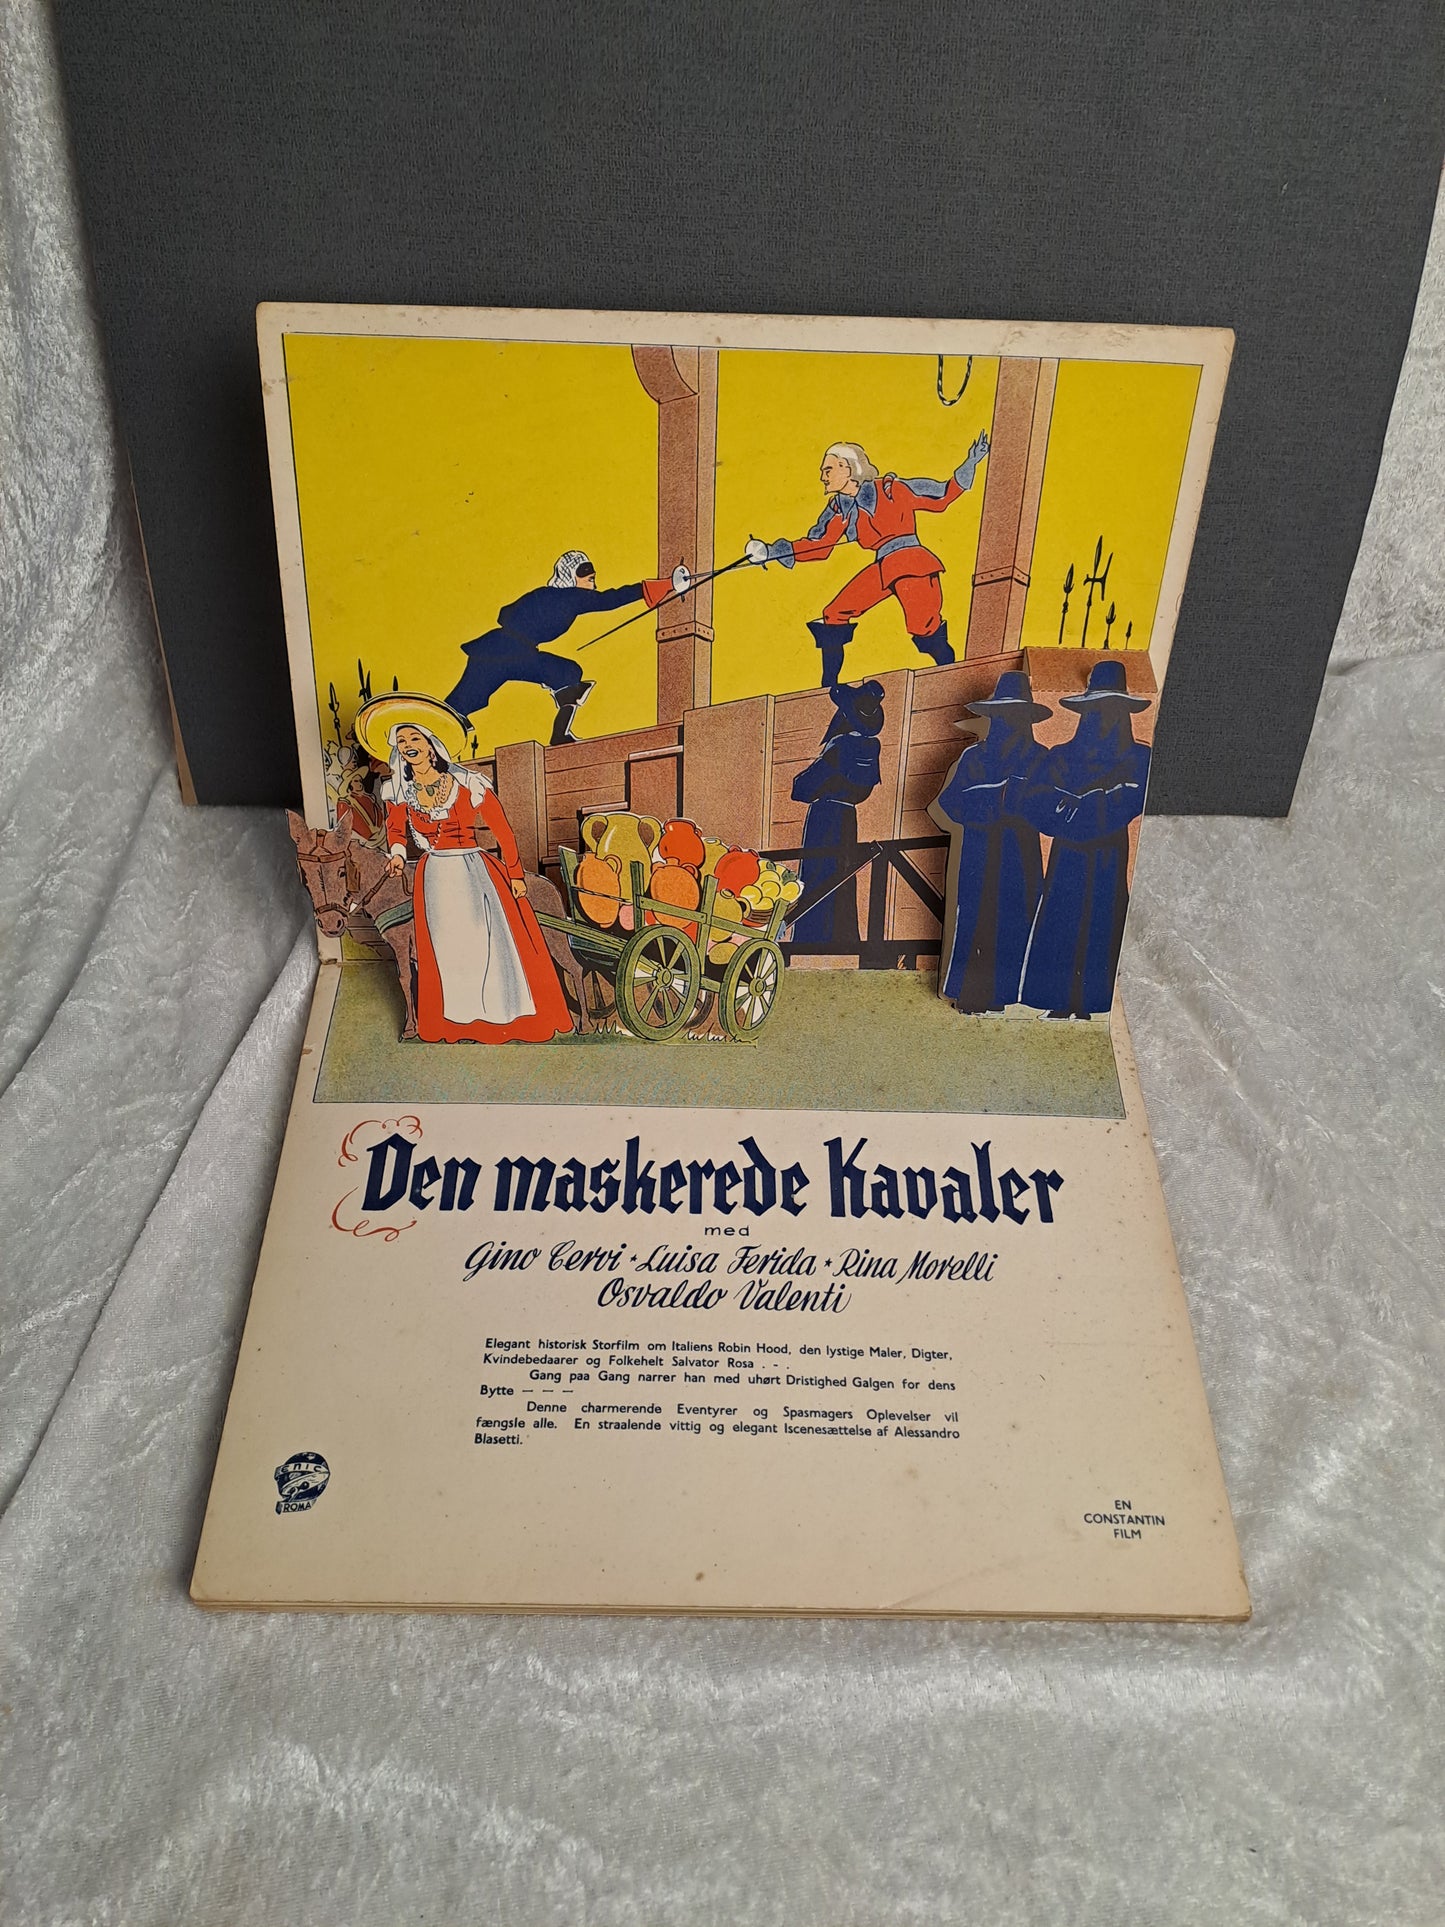 Den maskerede Kavaler
med
Gino Cervi * Luisa Ferida * Rina Morelli
Osvaldo Valenti
Elegant historisk Storfilm om Italiens Robin Hood, den lystige Maler, Digter,
Kvindebedaarer og Folkehelt Salvator Rosa . - .
Gang paa Gang narrer han med uhørt Dristighed Galgen for dens
Bytte — — —
Denne charmerende Eventyrer og Spasmagers Oplevelser vil
fængsle alle. En straalende vittig og elegant Iscenesættelse af Alessandro
Blasetti.
enic
ROMA
EN
CONSTANTIN
FILM